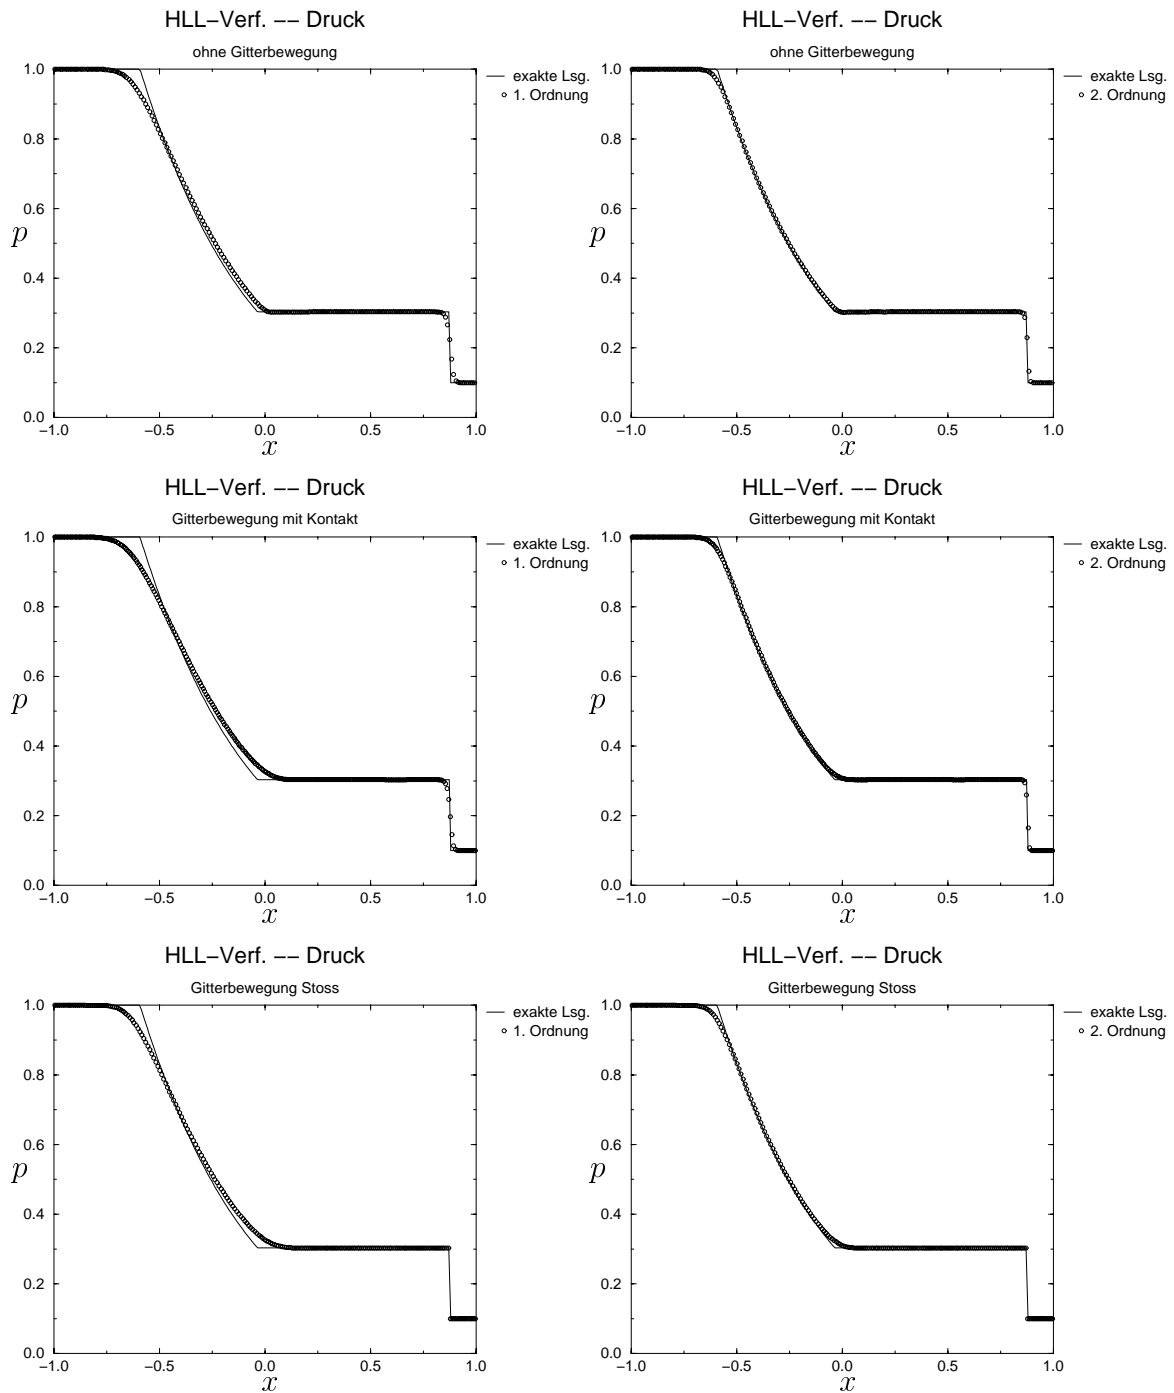 HLL–Verf. –– Druck
ohne Gitterbewegung
exakte Lsg.
1. Ordnung
1.0
0.8
0.6
p
0.4
0.2
0.0
−1.0 −0.5 0.0 0.5 1.0
x
HLL–Verf. –– Druck
ohne Gitterbewegung
exakte Lsg.
2. Ordnung
1.0
0.8
0.6
p
0.4
0.2
0.0
−1.0 −0.5 0.0 0.5 1.0
x
HLL–Verf. –– Druck
Gitterbewegung mit Kontakt
exakte Lsg.
1. Ordnung
1.0
0.8
0.6
p
0.4
0.2
0.0
−1.0 −0.5 0.0 0.5 1.0
x
HLL–Verf. –– Druck
Gitterbewegung mit Kontakt
exakte Lsg.
2. Ordnung
1.0
0.8
0.6
p
0.4
0.2
0.0
−1.0 −0.5 0.0 0.5 1.0
x
HLL–Verf. –– Druck
Gitterbewegung Stoss
exakte Lsg.
1. Ordnung
1.0
0.8
0.6
p
0.4
0.2
0.0
−1.0 −0.5 0.0 0.5 1.0
x
HLL–Verf. –– Druck
Gitterbewegung Stoss
exakte Lsg.
2. Ordnung
1.0
0.8
0.6
p
0.4
0.2
0.0
−1.0 −0.5 0.0 0.5 1.0
x